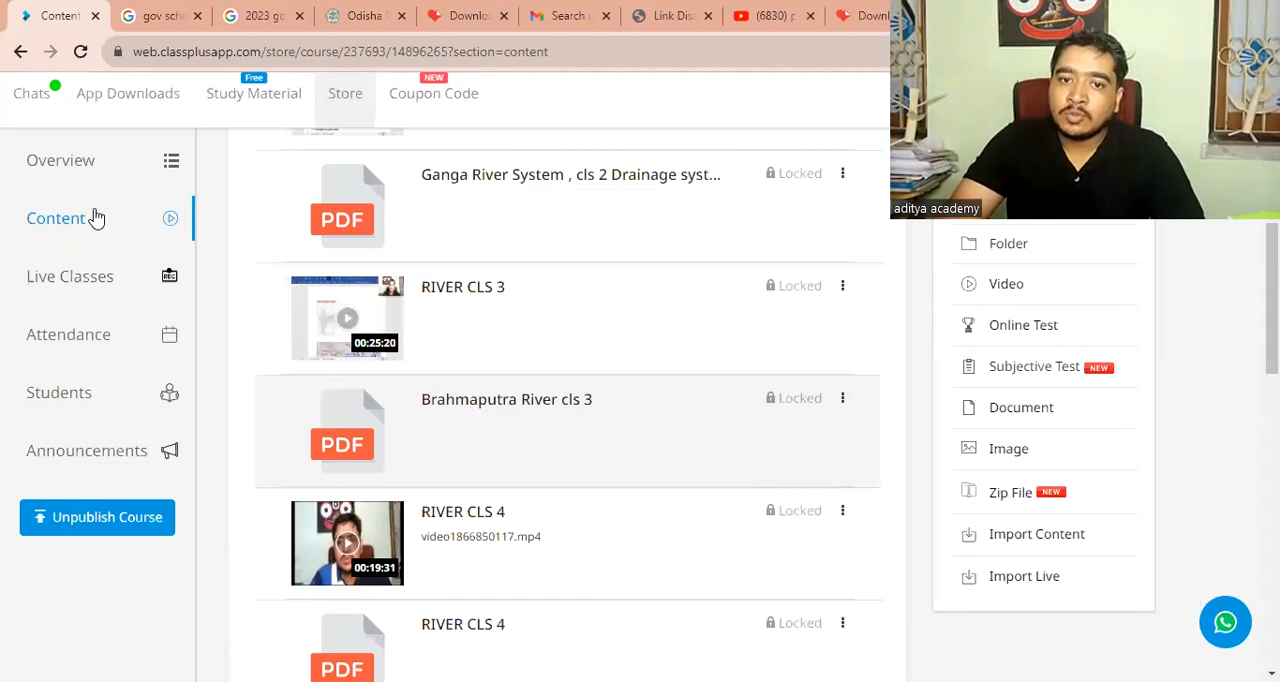 Content
gov sch
2023 go
Odisha
Downlo
Search
Link Dis
(6830) p
Down
web.classplusapp.com/store/course/237693/14896265?section=content
Free
NEW
Chats
App Downloads
Study Material
Store
Coupon Code
Overview
Content
Live Classes
Attendance
Students
Announcements
Unpublish Course
PDF
Ganga River System , cls 2 Drainage syst...
Locked
RIVER CLS 3
Locked
00:25:20
PDF
Brahmaputra River cls 3
Locked
RIVER CLS 4
Locked
video1866850117.mp4
00:19:31
PDF
RIVER CLS 4
Locked
aditya academy
Folder
Video
Online Test
Subjective Test NEW
Document
Image
Zip File NEW
Import Content
Import Live